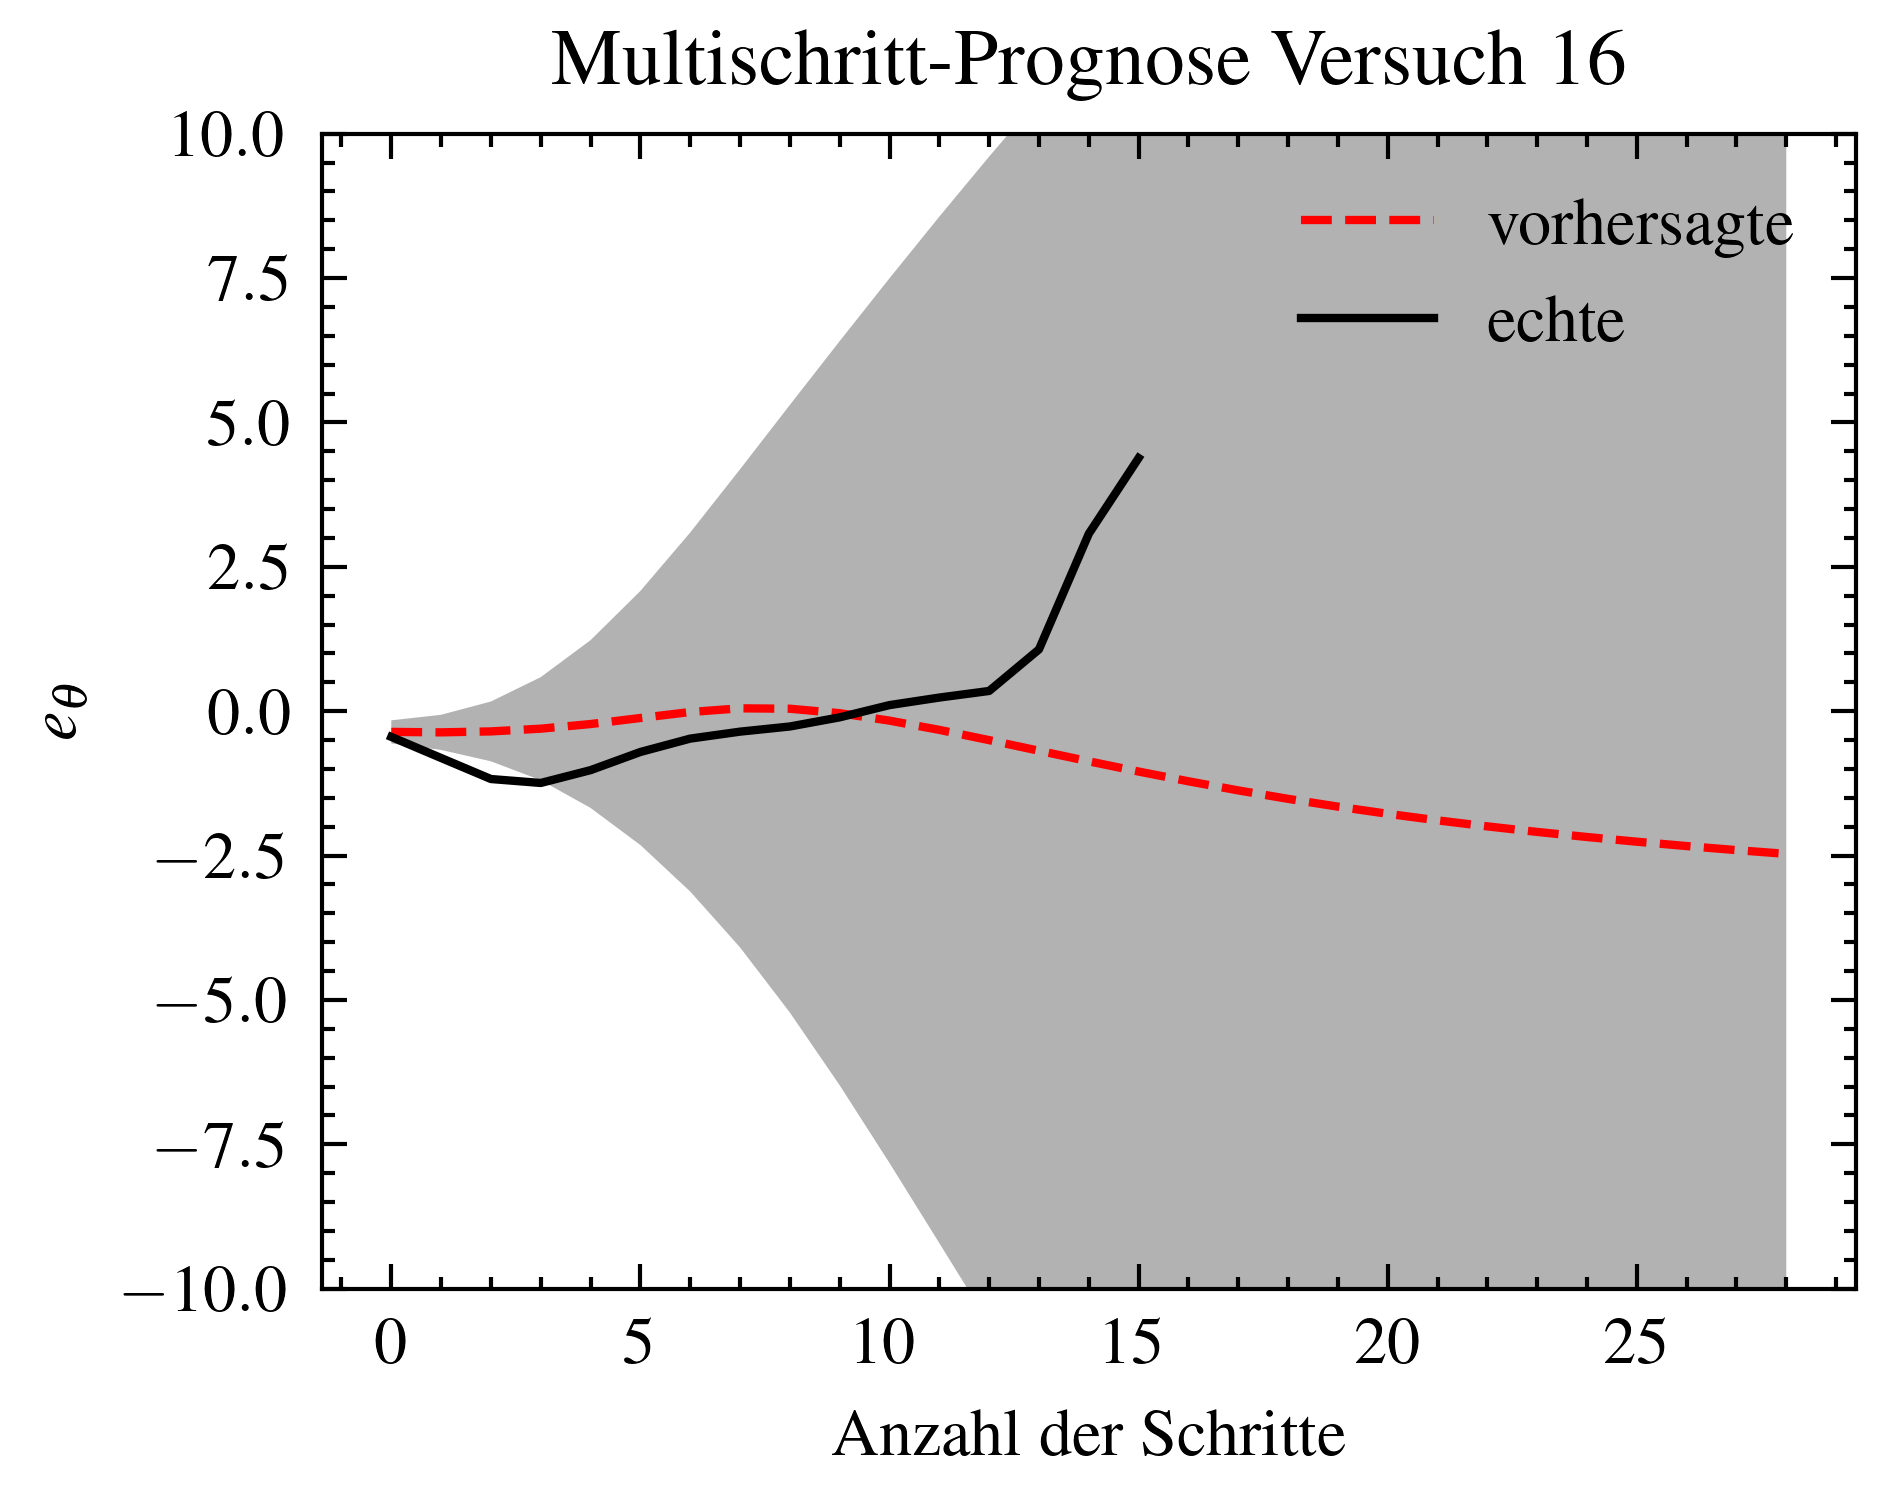 Multischritt-Prognose Versuch 16
10.0
7.5
5.0
2.5
0.0
−2.5
−5.0
−7.5
−10.0
e_θ
vorhersagte
echte
0 5 10 15 20 25
Anzahl der Schritte